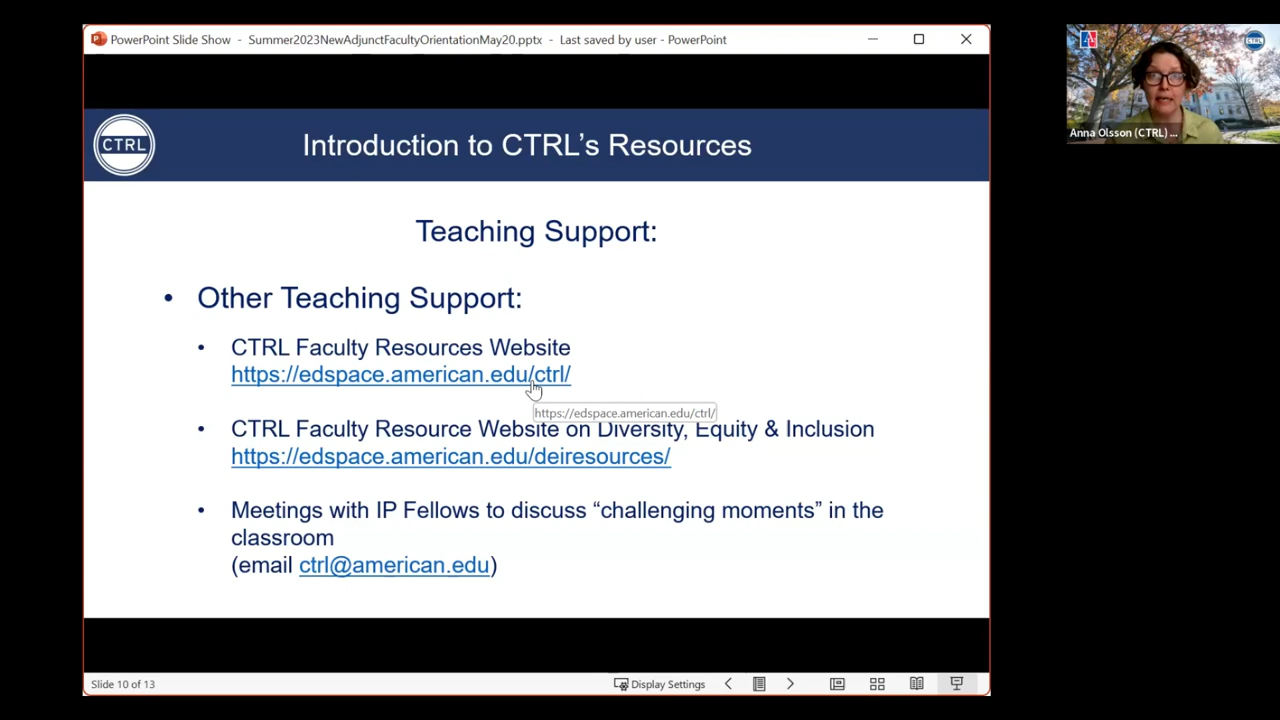 PowerPoint Slide Show - Summer2023NewAdjunctFacultyOrientationMay20.pptx - Last saved by user - PowerPoint
CTRL
Introduction to CTRL's Resources
Teaching Support:
• Other Teaching Support:
• CTRL Faculty Resources Website
https://edspace.american.edu/ctrl/
https://edspace.american.edu/ctrl/
• CTRL Faculty Resource Website on Diversity, Equity & Inclusion
https://edspace.american.edu/deiresources/
• Meetings with IP Fellows to discuss “challenging moments” in the
classroom
(email ctrl@american.edu)
Slide 10 of 13
Display Settings
CTRL
Anna Olsson (CTRL) ...